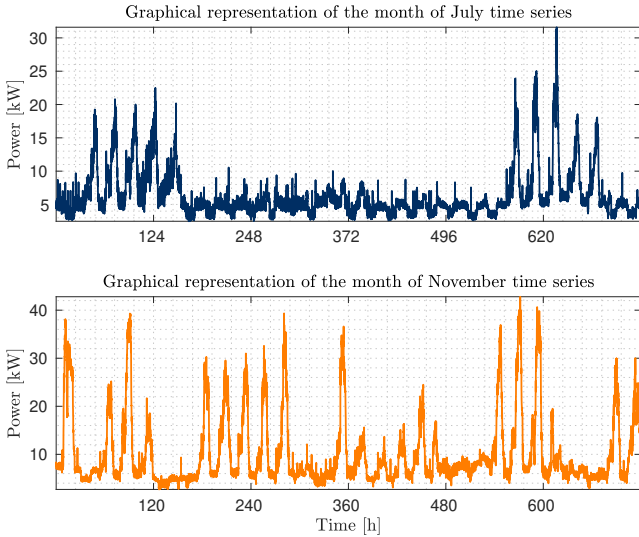 Graphical representation of the month of July time series
Power [kW]
30
25
20
15
10
5
124 248 372 496 620
Graphical representation of the month of November time series
Power [kW]
40
30
20
10
120 240 360 480 600
Time [h]